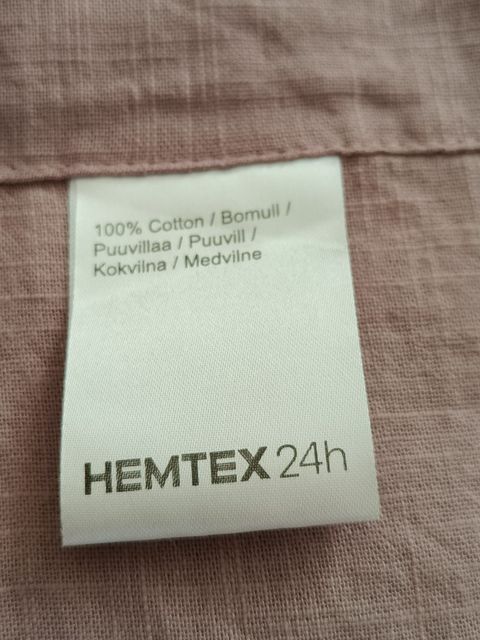 100% Cotton / Bomull /
Puuvillaa / Puuvill /
Kokvilna / Medvilne
HEMTEX 24h